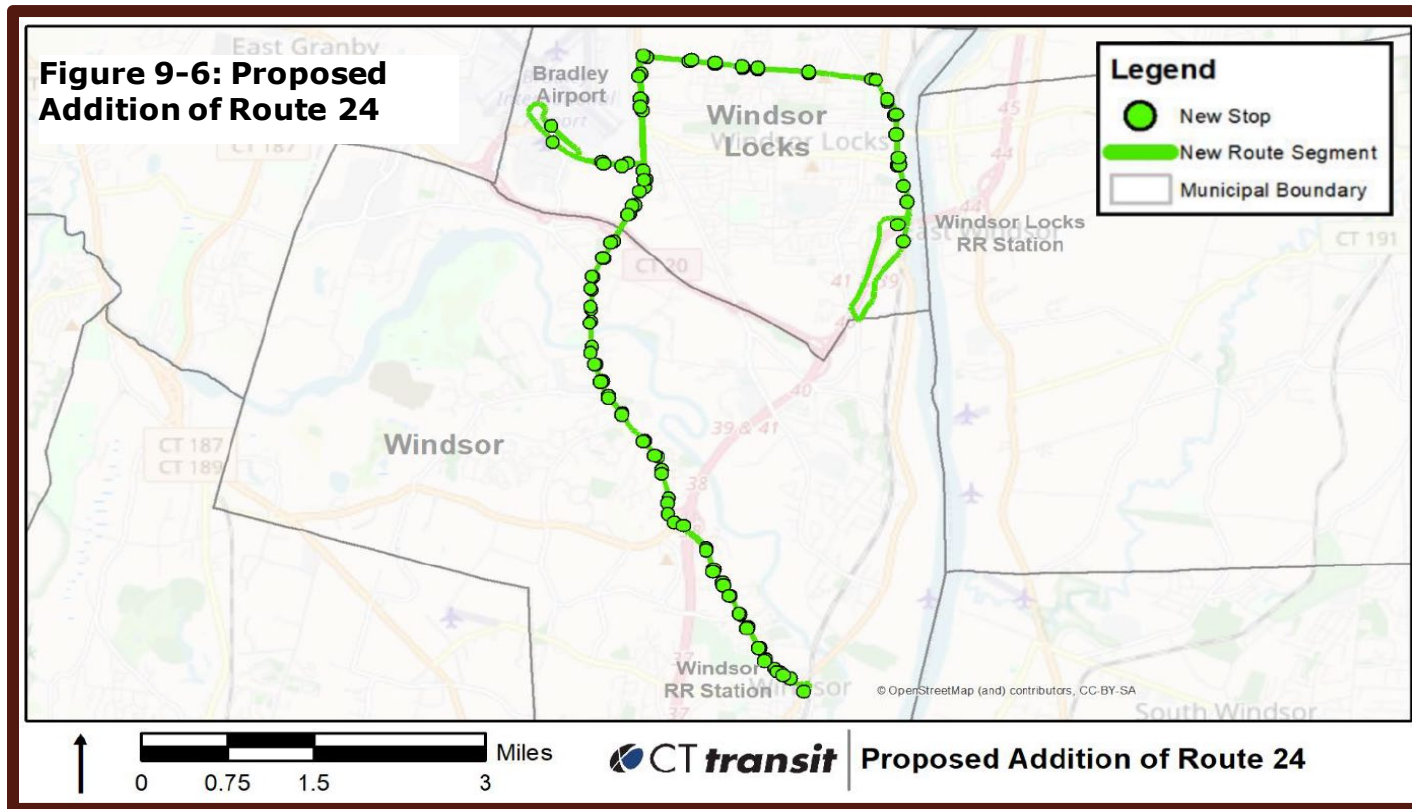 Figure 9-6: Proposed
Addition of Route 24
East Granby
Bradley
Airport
CT 187
Windsor
Locks
Windsor Locks
Legend
New Stop
New Route Segment
Municipal Boundary
45
44
44
Windsor Locks
RR Station
East Windsor
CT 191
CT 20
41
39
40
39 & 41
Windsor
CT 187
CT 189
38
37
Windsor
RR Station
Windsor
37
© OpenStreetMap (and) contributors, CC-BY-SA
South Windsor
0 0.75 1.5 3
Miles
CTtransit
Proposed Addition of Route 24